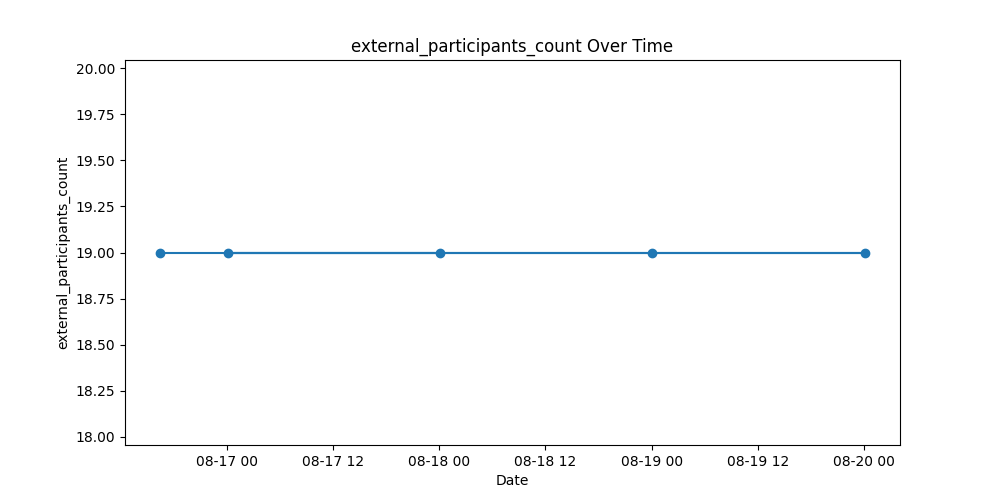 external_participants_count Over Time
20.00
19.75
19.50
19.25
19.00
18.75
18.50
18.25
18.00
external_participants_count
08-17 00 08-17 12 08-18 00 08-18 12 08-19 00 08-19 12 08-20 00
Date